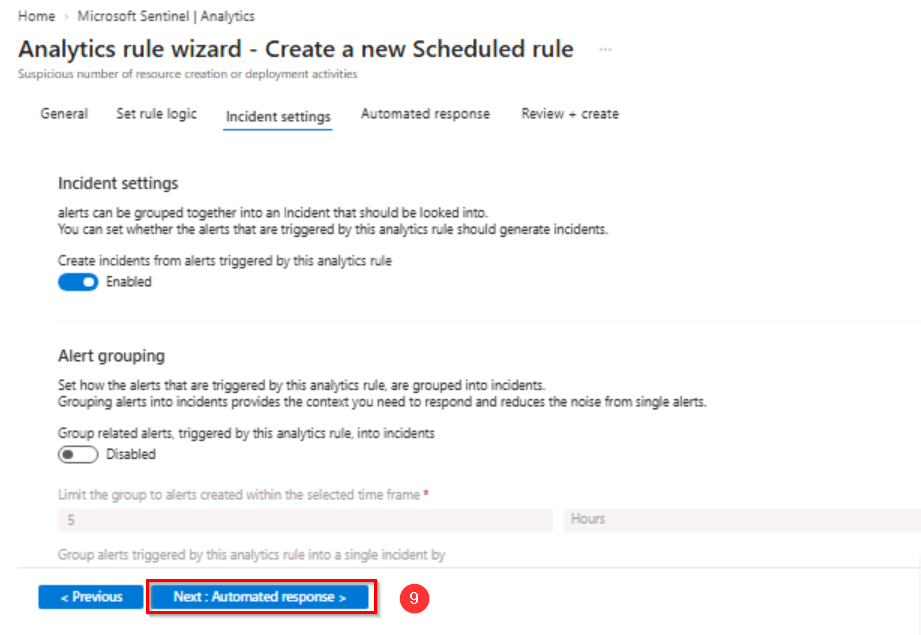 Home > Microsoft Sentinel | Analytics
Analytics rule wizard - Create a new Scheduled rule ...
Suspicious number of resource creation or deployment activities
General Set rule logic Incident settings Automated response Review + create
Incident settings
alerts can be grouped together into an Incident that should be looked into.
You can set whether the alerts that are triggered by this analytics rule should generate incidents.
Create incidents from alerts triggered by this analytics rule
Enabled
Alert grouping
Set how the alerts that are triggered by this analytics rule, are grouped into incidents.
Grouping alerts into incidents provides the context you need to respond and reduces the noise from single alerts.
Group related alerts, triggered by this analytics rule, into incidents
Disabled
Limit the group to alerts created within the selected time frame *
5 Hours
Group alerts triggered by this analytics rule into a single incident by
< Previous Next : Automated response > 9